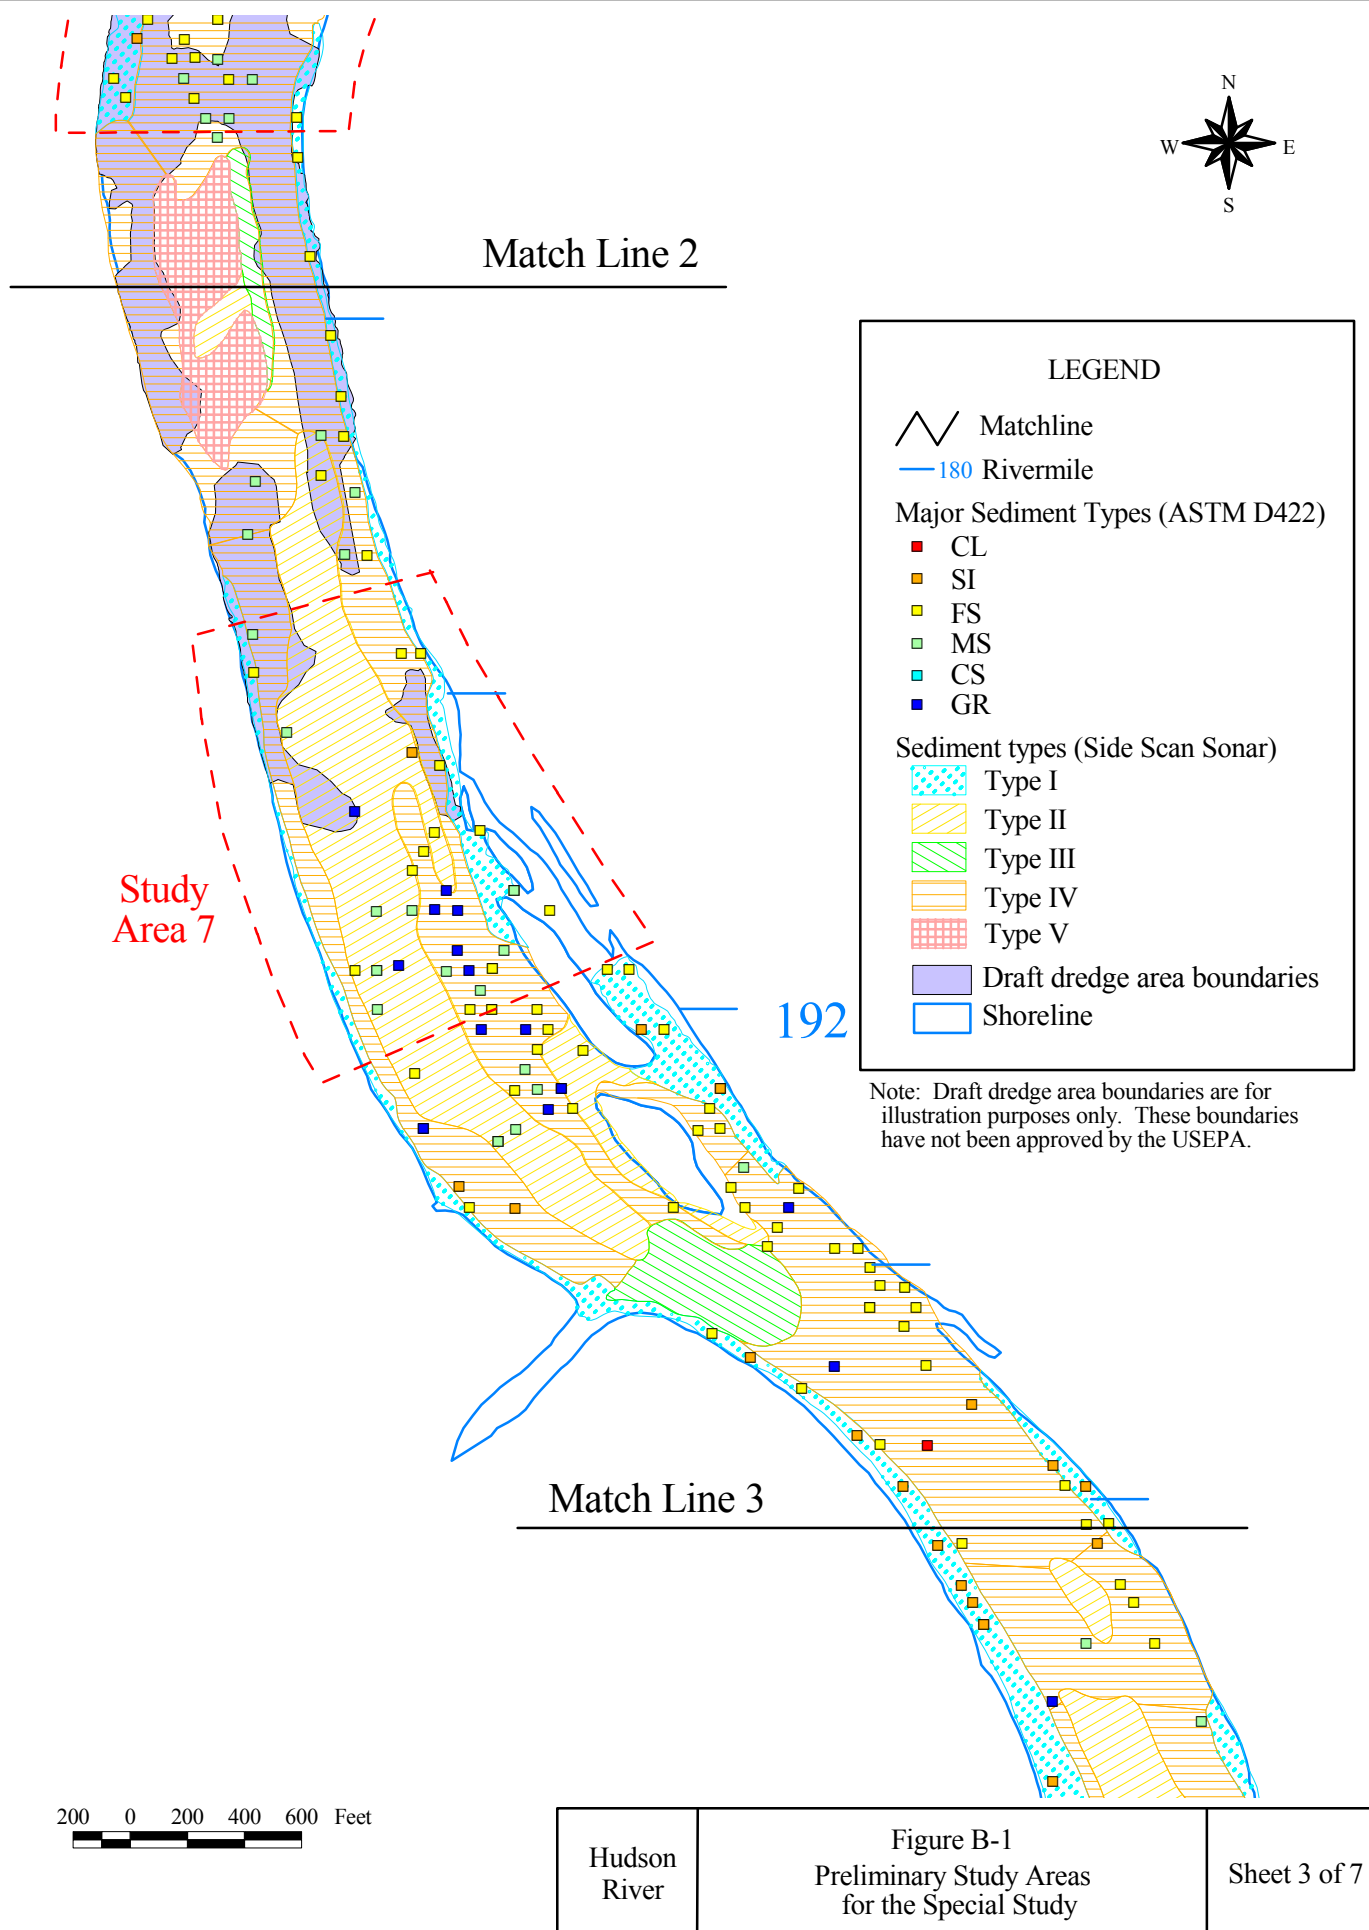 N
W E
S
Match Line 2
LEGEND
Matchline
180 Rivermile
Major Sediment Types (ASTM D422)
CL
SI
FS
MS
CS
GR
Sediment types (Side Scan Sonar)
Type I
Type II
Type III
Type IV
Type V
Draft dredge area boundaries
Shoreline
Study
Area 7
192
Note: Draft dredge area boundaries are for
illustration purposes only. These boundaries
have not been approved by the USEPA.
Match Line 3
200 0 200 400 600 Feet
Hudson
River
Figure B-1
Preliminary Study Areas
for the Special Study
Sheet 3 of 7